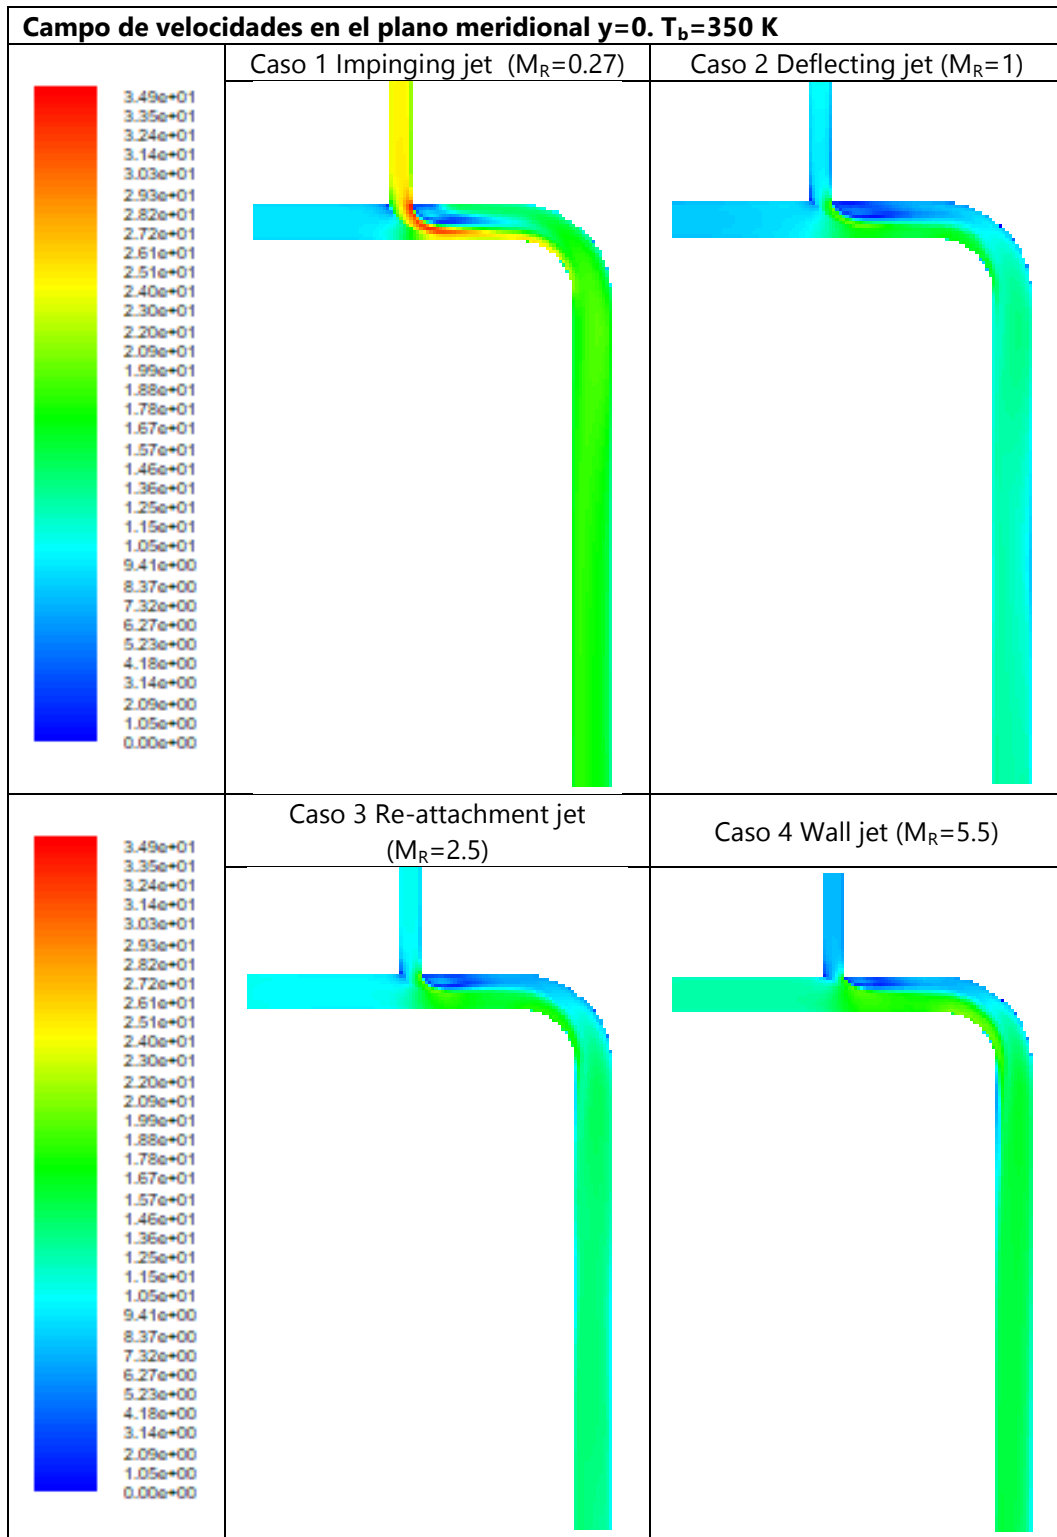 Campo de velocidades en el plano meridional y=0. Tb=350 K
Caso 1 Impinging jet (MR=0.27)
Caso 2 Deflecting jet (MR=1)
3.49e+01
3.35e+01
3.24e+01
3.14e+01
3.03e+01
2.93e+01
2.82e+01
2.72e+01
2.61e+01
2.51e+01
2.40e+01
2.30e+01
2.20e+01
2.09e+01
1.99e+01
1.88e+01
1.78e+01
1.67e+01
1.57e+01
1.46e+01
1.36e+01
1.25e+01
1.15e+01
1.05e+01
9.41e+00
8.37e+00
7.32e+00
6.27e+00
5.23e+00
4.18e+00
3.14e+00
2.09e+00
1.05e+00
0.00e+00
Caso 3 Re-attachment jet
(MR=2.5)
Caso 4 Wall jet (MR=5.5)
3.49e+01
3.35e+01
3.24e+01
3.14e+01
3.03e+01
2.93e+01
2.82e+01
2.72e+01
2.61e+01
2.51e+01
2.40e+01
2.30e+01
2.20e+01
2.09e+01
1.99e+01
1.88e+01
1.78e+01
1.67e+01
1.57e+01
1.46e+01
1.36e+01
1.25e+01
1.15e+01
1.05e+01
9.41e+00
8.37e+00
7.32e+00
6.27e+00
5.23e+00
4.18e+00
3.14e+00
2.09e+00
1.05e+00
0.00e+00